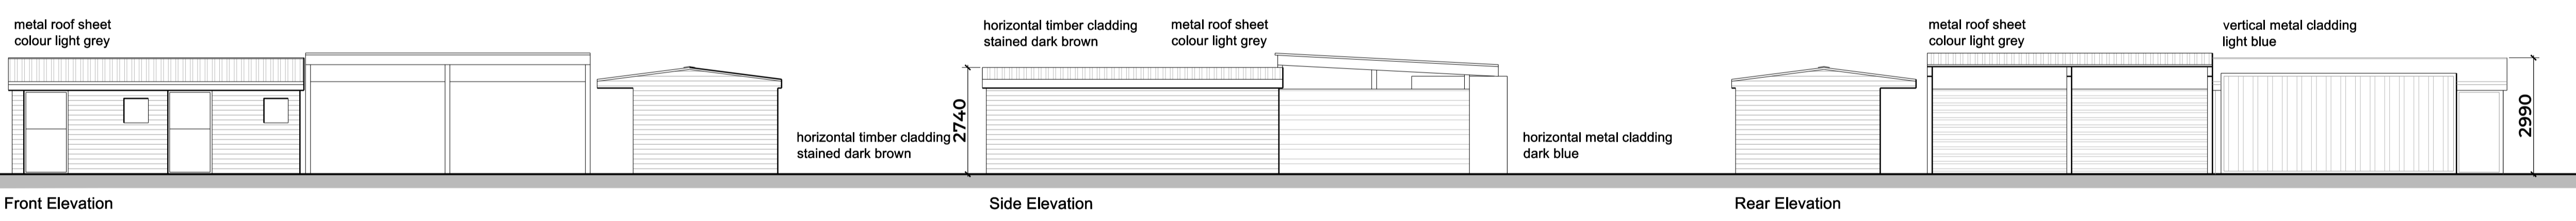 metal roof sheet
colour light grey
horizontal timber cladding
stained dark brown
2740
horizontal timber cladding
stained dark brown
metal roof sheet
colour light grey
horizontal metal cladding
dark blue
metal roof sheet
colour light grey
vertical metal cladding
light blue
2990
Front Elevation
Side Elevation
Rear Elevation